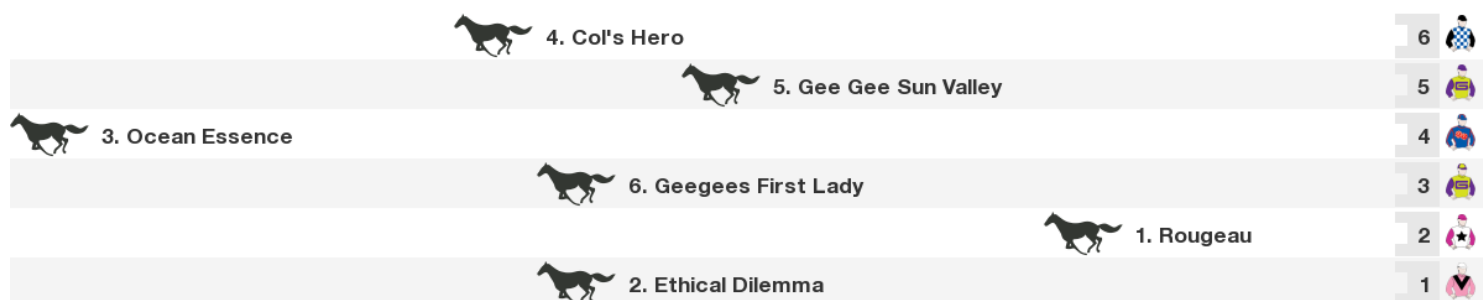 4. Col's Hero 6
5. Gee Gee Sun Valley 5
3. Ocean Essence 4
6. Geegees First Lady 3
1. Rougeau 2
2. Ethical Dilemma 1